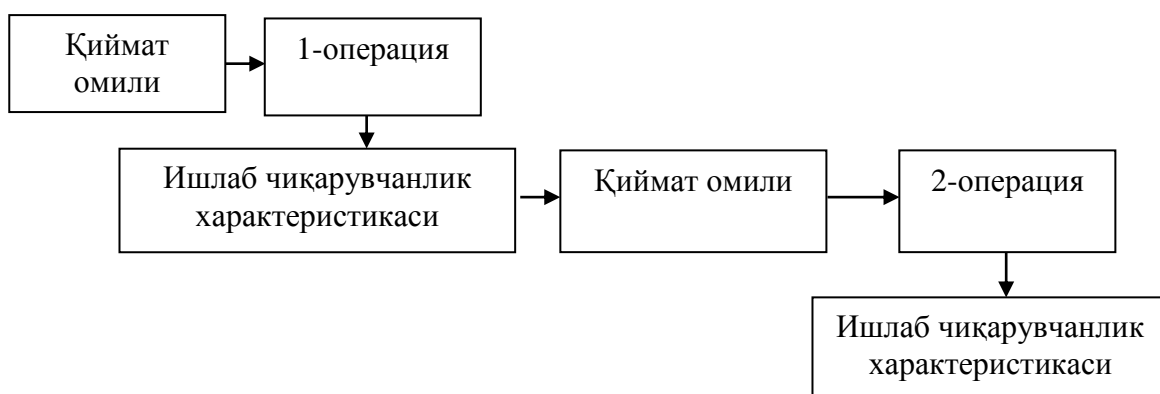 Қиймат
омили
1-операция
Ишлаб чиқарувчанлик
характеристикаси
Қиймат омили
2-операция
Ишлаб чиқарувчанлик
характеристикаси